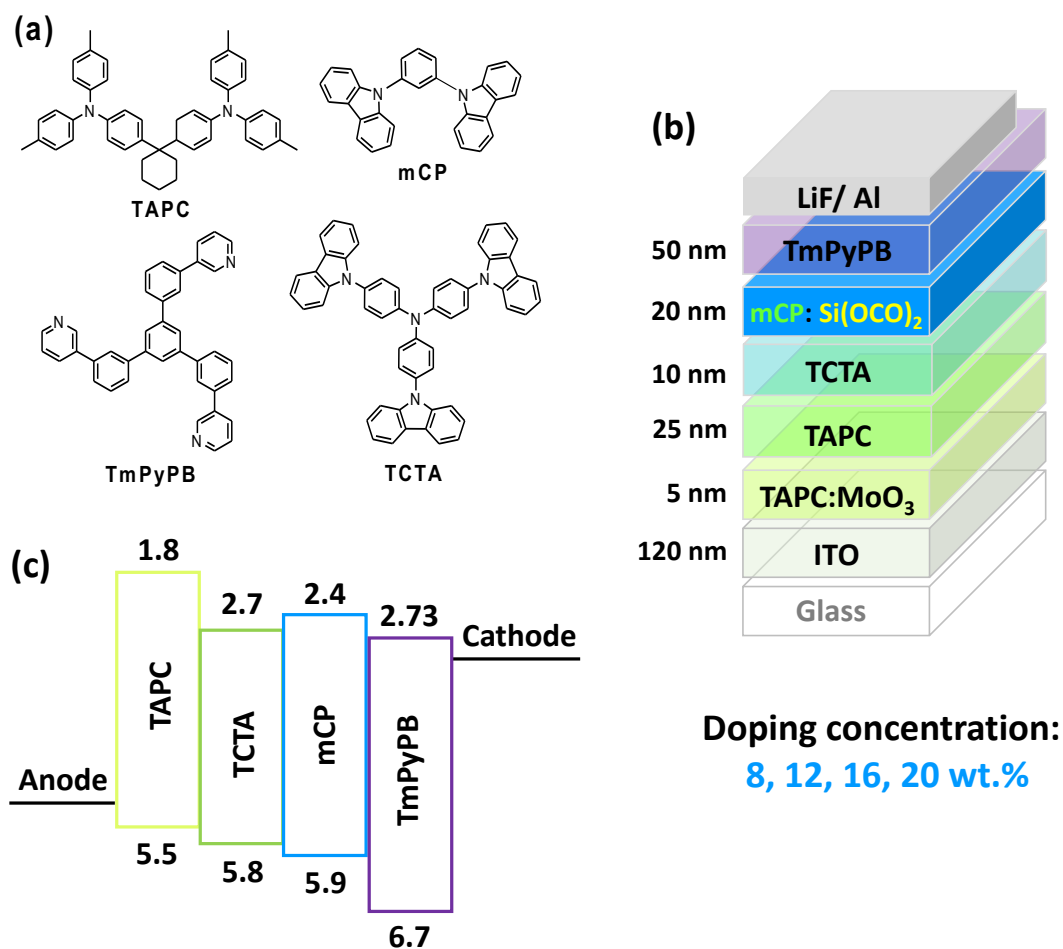 (a)
N
N
TAPC
N
N
mCP
N
N
N
TmPyPB
N
N
N
N
TCTA
(b)
LiF/ Al
50 nm TmPyPB
20 nm mCP: Si(OCO)₂
10 nm TCTA
25 nm TAPC
5 nm TAPC:MoO₃
120 nm ITO
Glass
Doping concentration:
8, 12, 16, 20 wt.%
(c)
1.8
2.7
2.4
2.73
Cathode
TAPC
TCTA
mCP
TmPyPB
Anode
5.5
5.8
5.9
6.7